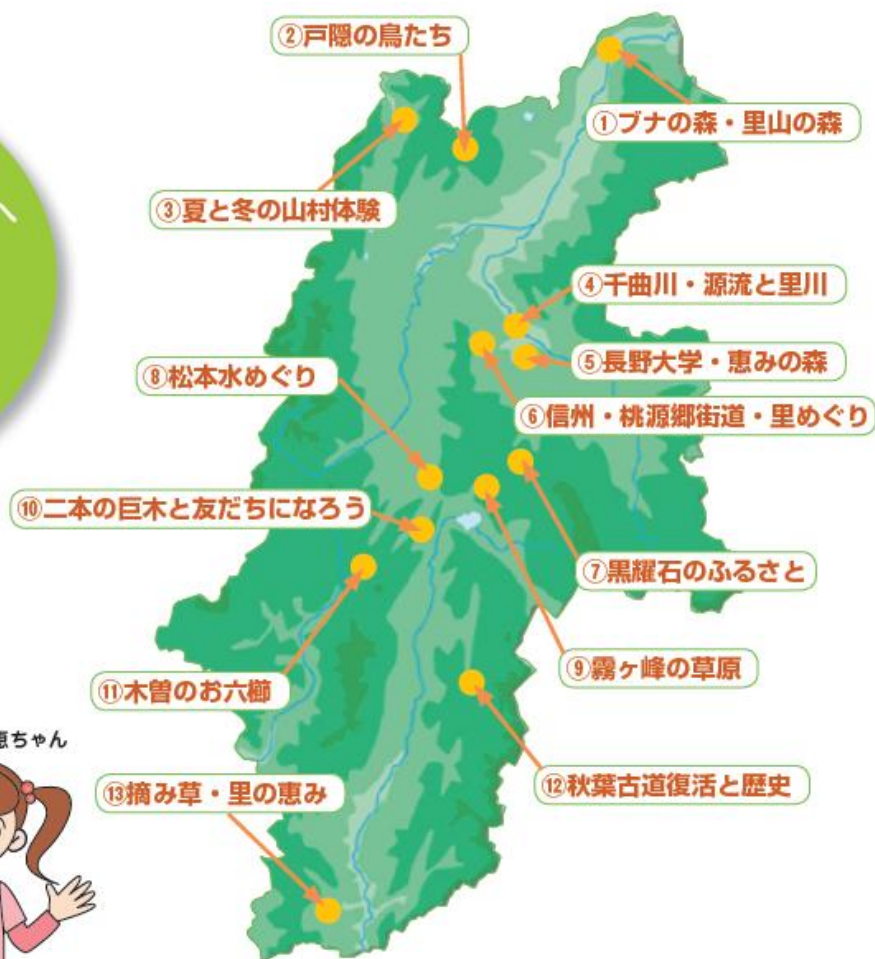 ②戸隠の鳥たち
①ブナの森・里山の森
③夏と冬の山村体験
④千曲川・源流と里川
⑤長野大学・恵みの森
⑧松本水めぐり
⑥信州・桃源郷街道・里めぐり
⑩二本の巨木と友だちになろう
⑦黒耀石のふるさと
⑨霧ヶ峰の草原
⑪木曽のお六櫛
恵ちゃん
⑫秋葉古道復活と歴史
⑬摘み草・里の恵み